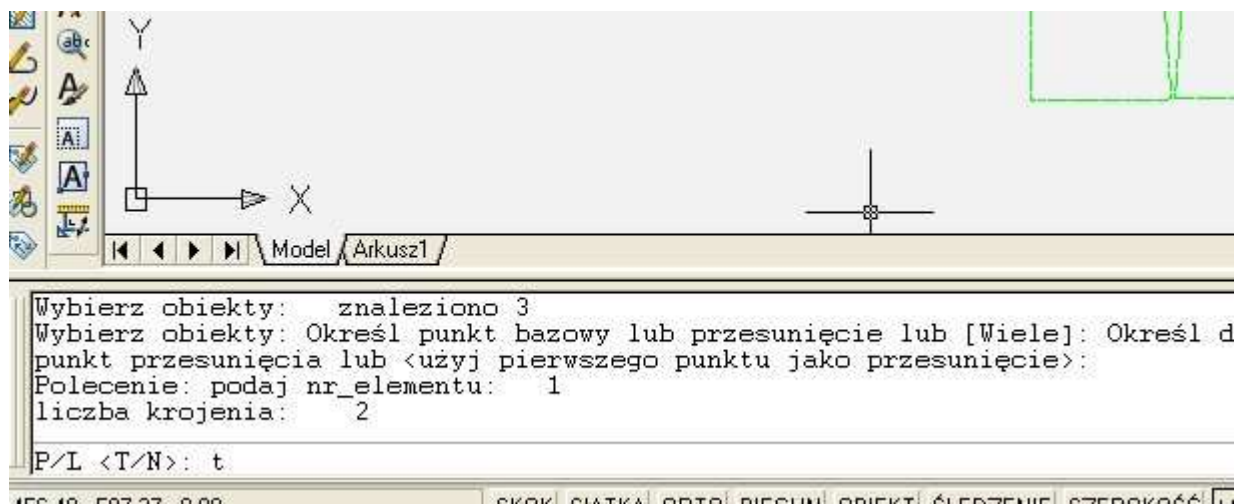 Y
X
Model Arkusz1
Wybierz obiekty: znaleziono 3
Wybierz obiekty: Określ punkt bazowy lub przesunięcie lub [Wiele]: Określ d
punkt przesunięcia lub <użyj pierwszego punktu jako przesunięcie>:
Polecenie: podaj nr_elementu: 1
liczba krojenia: 2
P/L <T/N>: t
SKOK SIATKA ORTO BIEGUN OBIEKT ŚLEDZENIE SZEROKOŚĆ